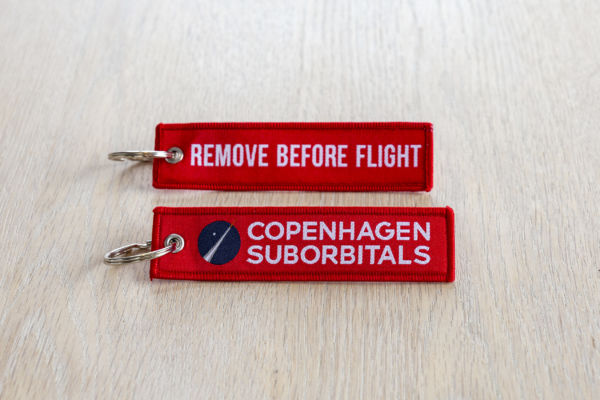 REMOVE BEFORE FLIGHT
COPENHAGEN
SUBORBITALS